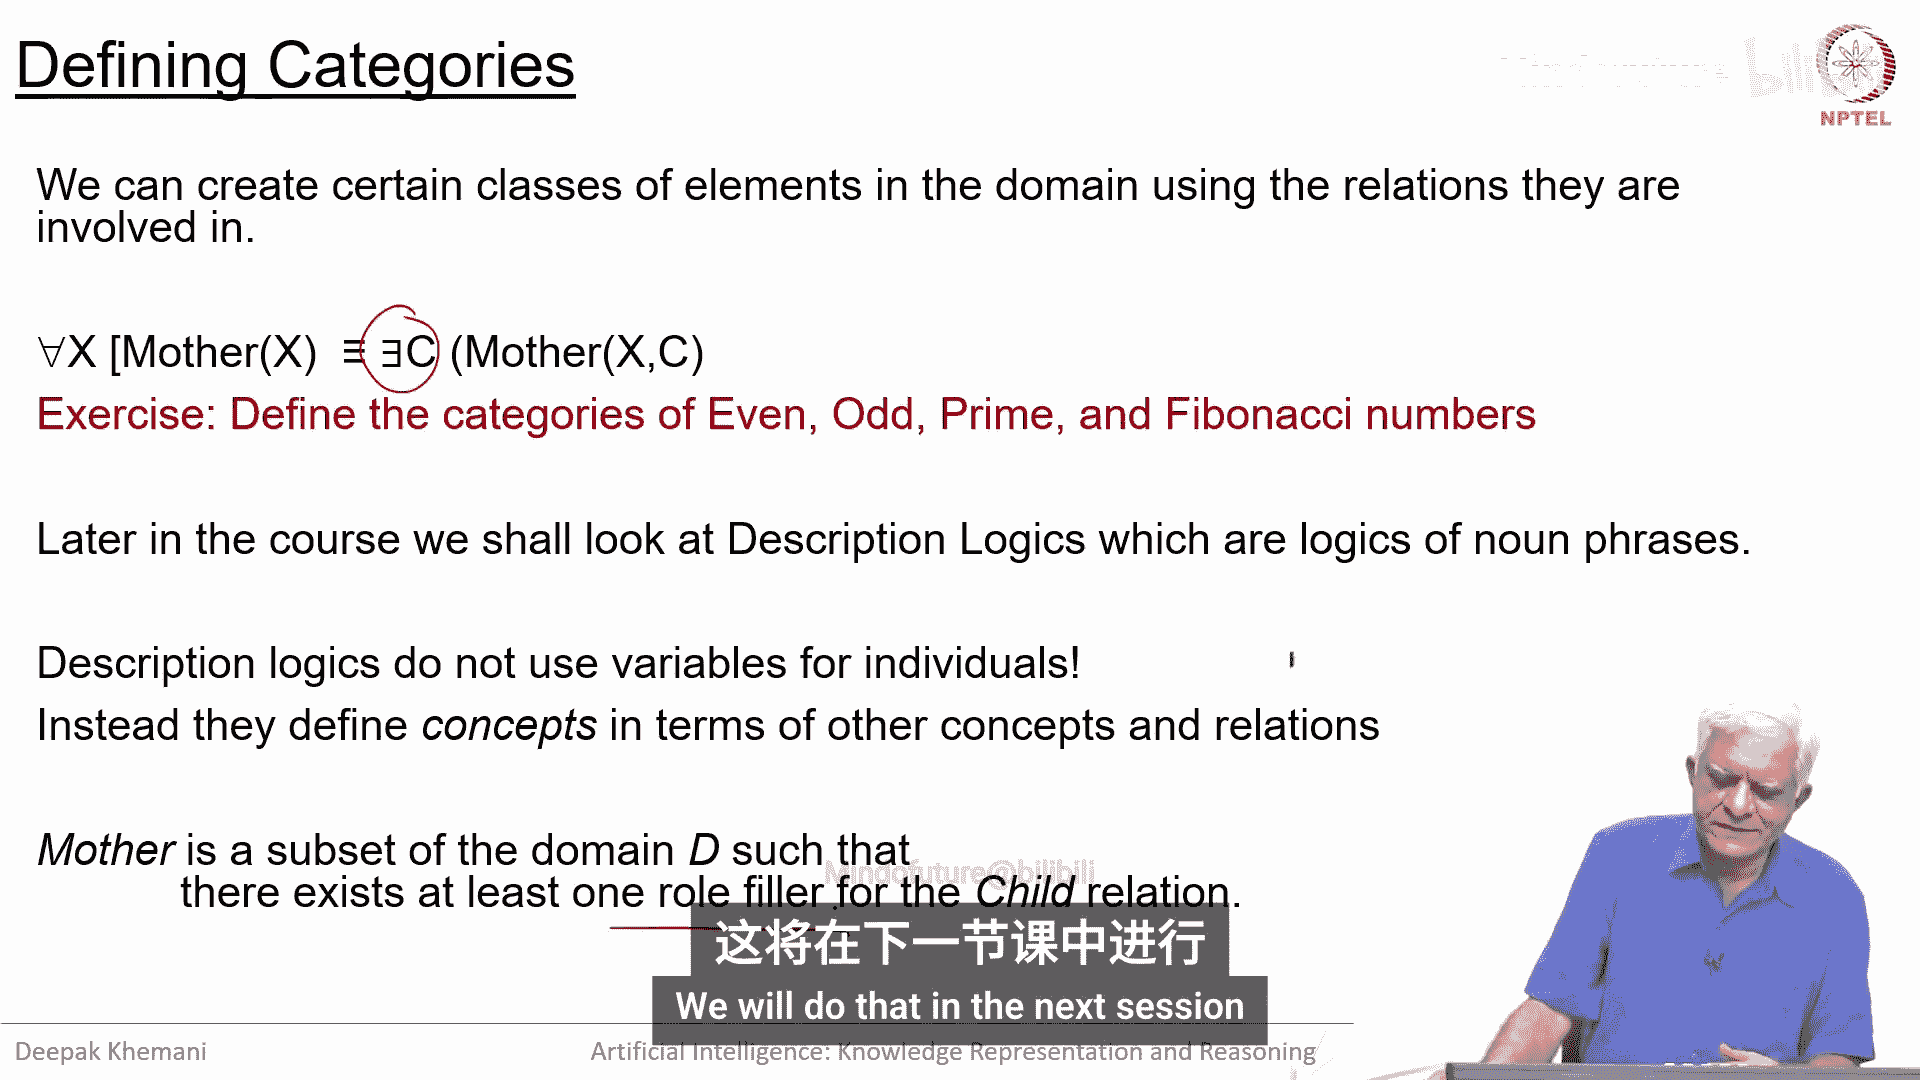 Defining Categories
NPTEL
We can create certain classes of elements in the domain using the relations they are
involved in.
∀X [Mother(X) ≡ ∃C (Mother(X,C)
Exercise: Define the categories of Even, Odd, Prime, and Fibonacci numbers
Later in the course we shall look at Description Logics which are logics of noun phrases.
Description logics do not use variables for individuals!
Instead they define concepts in terms of other concepts and relations
Mother is a subset of the domain D such that
Mindofuture@bilibili
there exists at least one role filler for the Child relation.
这将在下一节课中进行
We will do that in the next session
Deepak Khemani
Artificial Intelligence: Knowledge Representation and Reasoning